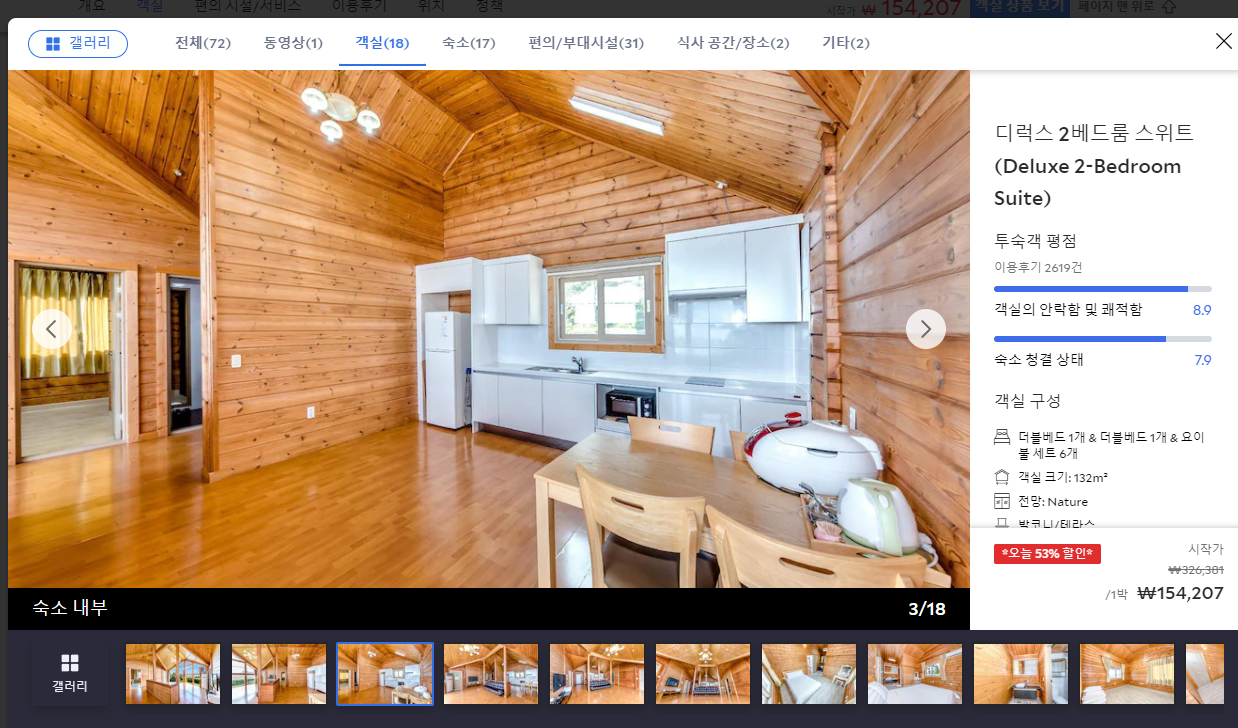 개요 객실 편의 시설/서비스 이용후기 위치 정책
시작가 ₩ 154,207 객실 상품 보기 페이지 맨 위로
갤러리 전체(72) 동영상(1) 객실(18) 숙소(17) 편의/부대시설(31) 식사 공간/장소(2) 기타(2)
디럭스 2베드룸 스위트
(Deluxe 2-Bedroom
Suite)
투숙객 평점
이용후기 2619건
객실의 안락함 및 쾌적함 8.9
숙소 청결 상태 7.9
객실 구성
더블베드 1개 & 더블베드 1개 & 요이
불 세트 6개
객실 크기: 132m²
전망: Nature
발코니/테라스
*오늘 53% 할인*
시작가
₩326,381
/1박 ₩154,207
숙소 내부 3/18
갤러리